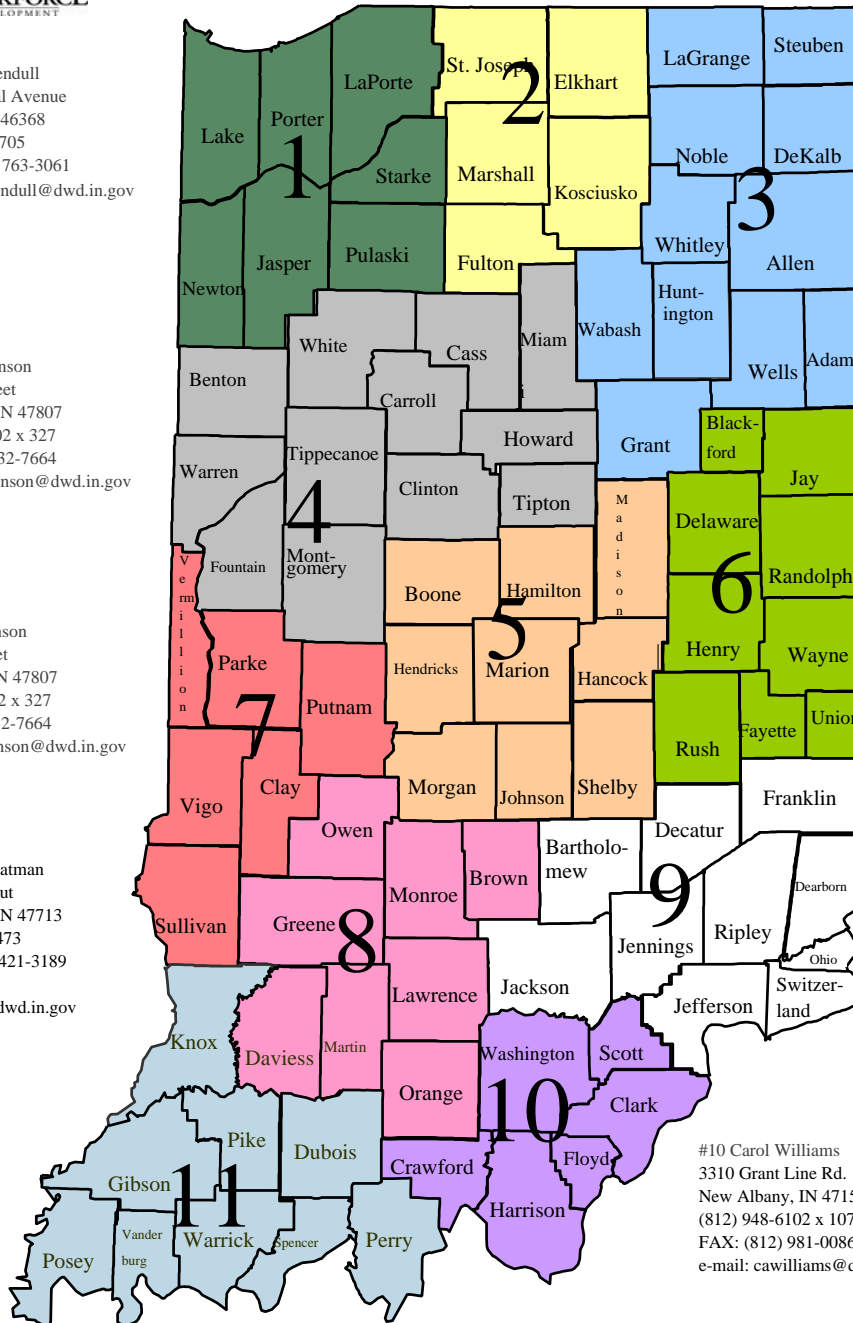 LOPMENT
endull
al Avenue
46368
705
763-3061
ndull@dwd.in.gov
nson
eet
N 47807
02 x 327
32-7664
nson@dwd.in.gov
nson
et
N 47807
2 x 327
2-7664
nson@dwd.in.gov
atman
ut
N 47713
473
421-3189
dwd.in.gov
St. Joseph
2
Elkhart
LaGrange
Steuben
LaPorte
Lake
Porter
1
Starke
Marshall
Kosciusko
Noble
DeKalb
3
Whitley
Allen
Newton
Jasper
Pulaski
Fulton
Hunt-
ington
Wabash
Wells
Adam
White
Cass
Miam
i
Benton
Carroll
Howard
Grant
Black-
ford
Jay
Warren
Tippecanoe
4
Clinton
Tipton
Madison
Delaware
Randolph
6
Fountain
Mont-
gomery
Boone
Hamilton
5
Vermillion
Parke
7
Putnam
Hendricks
Marion
Hancock
Henry
Wayne
Rush
Fayette
Union
Vigo
Clay
Morgan
Johnson
Shelby
Franklin
Owen
Decatur
Bartholo-
mew
9
Dearborn
Sullivan
Greene
8
Monroe
Brown
Jennings
Ripley
Ohio
Jackson
Lawrence
Jefferson
Switzer-
land
Knox
Daviess
Martin
Orange
Washington
10
Scott
Clark
Pike
Dubois
Crawford
Floyd
Harrison
Gibson
11
Posey
Vander
burg
Warrick
Spencer
Perry
#10 Carol Williams
3310 Grant Line Rd.
New Albany, IN 4715
(812) 948-6102 x 107
FAX: (812) 981-0086
e-mail: cawilliams@d